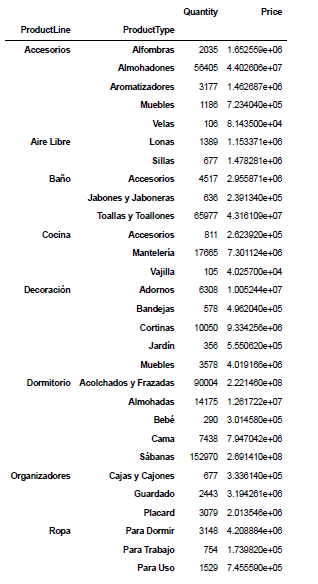 Quantity Price
ProductLine ProductType
Accesorios Alfombras 2035 1.652559e+06
Almohadones 56405 4.402606e+07
Aromatizadores 3177 1.462687e+06
Muebles 1186 7.234040e+05
Velas 106 8.143500e+04
Aire Libre Lonas 1389 1.153371e+06
Sillas 677 1.478281e+06
Baño Accesorios 4517 2.955871e+06
Jabones y Jaboneras 636 2.391340e+05
Toallas y Toallones 65977 4.316109e+07
Cocina Accesorios 811 2.623920e+05
Mantelería 17665 7.301124e+06
Vajilla 105 4.025700e+04
Decoración Adornos 6308 1.005244e+07
Bandejas 578 4.962040e+05
Cortinas 10050 9.334256e+06
Jardín 356 5.550620e+05
Muebles 3578 4.019166e+06
Dormitorio Acolchados y Frazadas 90004 2.221460e+08
Almohadas 14175 1.261722e+07
Bebé 290 3.014580e+05
Cama 7438 7.947042e+06
Sábanas 152970 2.691410e+08
Organizadores Cajas y Cajones 677 3.336140e+05
Guardado 2443 3.194261e+06
Placard 3079 2.013546e+06
Ropa Para Dormir 3148 4.208884e+06
Para Trabajo 754 1.739820e+05
Para Uso 1529 7.455590e+05